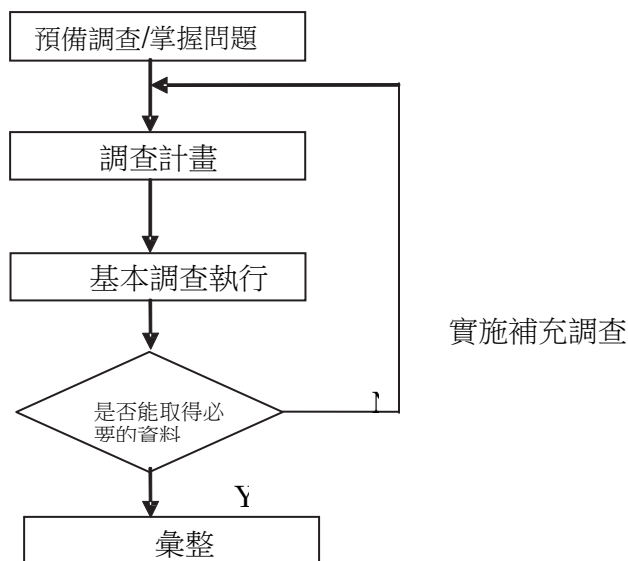 預備調查/掌握問題
調查計畫
基本調查執行
實施補充調查
是否能取得必
要的資料
Y
彙整